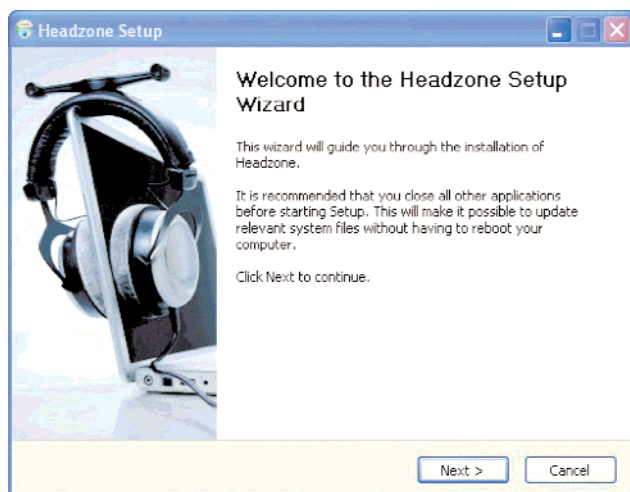 Headzone Setup
Welcome to the Headzone Setup
Wizard
This wizard will guide you through the installation of
Headzone.
It is recommended that you close all other applications
before starting Setup. This will make it possible to update
relevant system files without having to reboot your
computer.
Click Next to continue.
Next >
Cancel